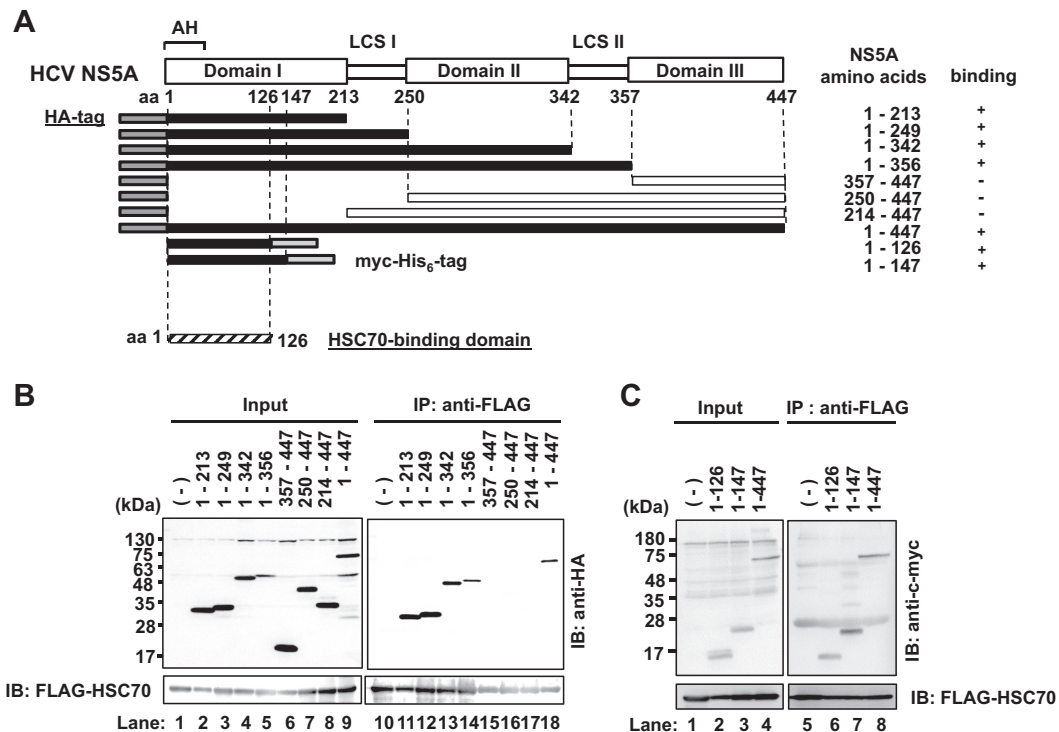 A
AH
LCS I
LCS II
HCV NS5A
Domain I
Domain II
Domain III
NS5A
amino acids
binding
aa 1
126
147
213
250
342
357
447
HA-tag
1 - 213 +
1 - 249 +
1 - 342 +
1 - 356 +
357 - 447 -
250 - 447 -
214 - 447 -
1 - 447 +
1 - 126 +
1 - 147 +
myc-His6-tag
aa 1
126
HSC70-binding domain
B
Input
IP: anti-FLAG
(kDa)
( - )
1 - 213
1 - 249
1 - 342
1 - 356
357 - 447
250 - 447
214 - 447
1 - 447
( - )
1 - 213
1 - 249
1 - 342
1 - 356
357 - 447
250 - 447
214 - 447
1 - 447
130
75
63
48
35
28
17
IB: anti-HA
IB: FLAG-HSC70
Lane: 1 2 3 4 5 6 7 8 9 10 11 12 13 14 15 16 17 18
C
Input
IP : anti-FLAG
(kDa)
( - )
1-126
1-147
1-447
( - )
1-126
1-147
1-447
180
75
48
35
28
17
IB: anti-c-myc
IB: FLAG-HSC70
Lane: 1 2 3 4 5 6 7 8